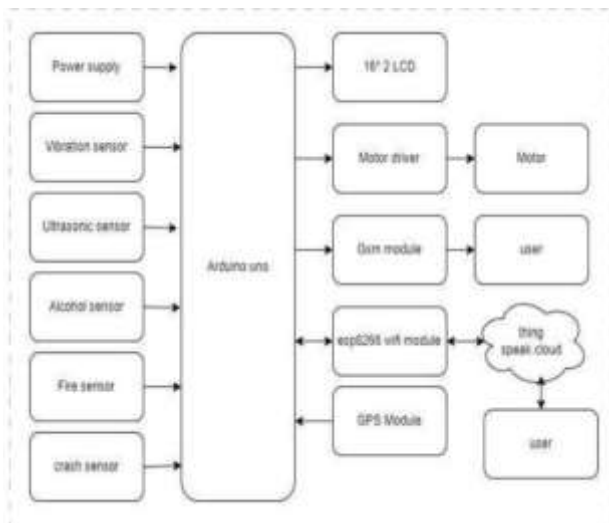 Power supply
Vibration sensor
Ultrasonic sensor
Alcohol sensor
Fire sensor
crash sensor
Arduino uno
16* 2 LCD
Motor driver
Motor
Gsm module
user
esp8266 wifi module
thing
speak.cloud
GPS Module
user